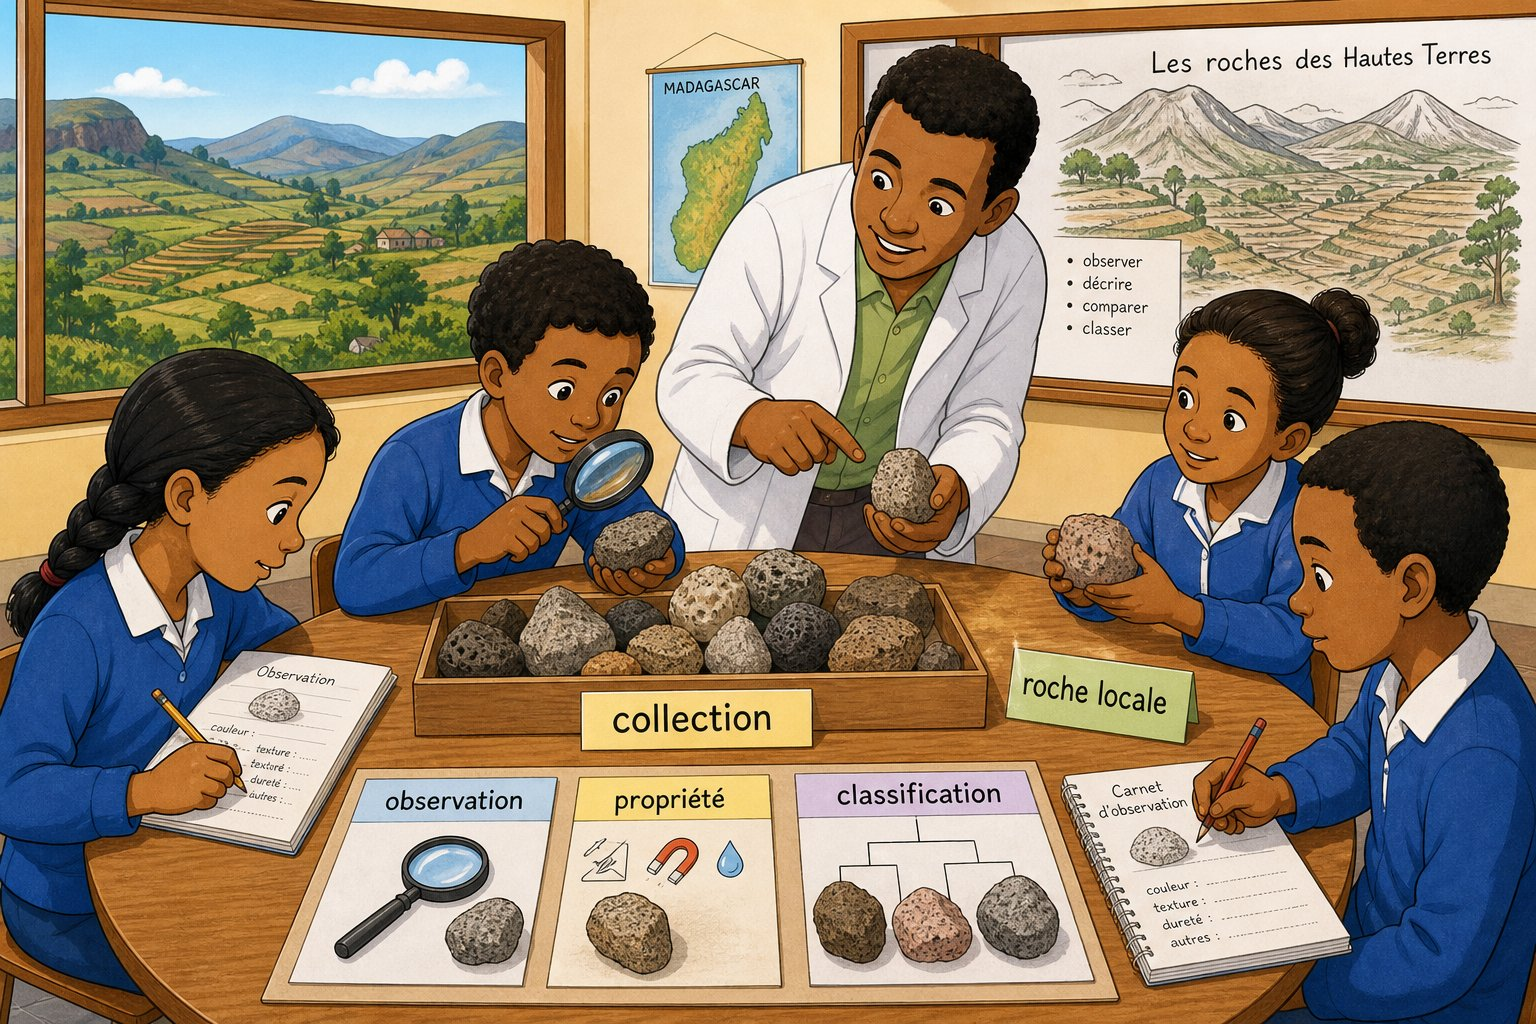 MADAGASCAR
Les roches des Hautes Terres
• observer
• décrire
• comparer
• classer
Observation
couleur :
texture :
textoré :
dureté :
autres :
collection
roche locale
observation
propriété
classification
Carnet
d'observation
couleur :
texture :
dureté :
autres :